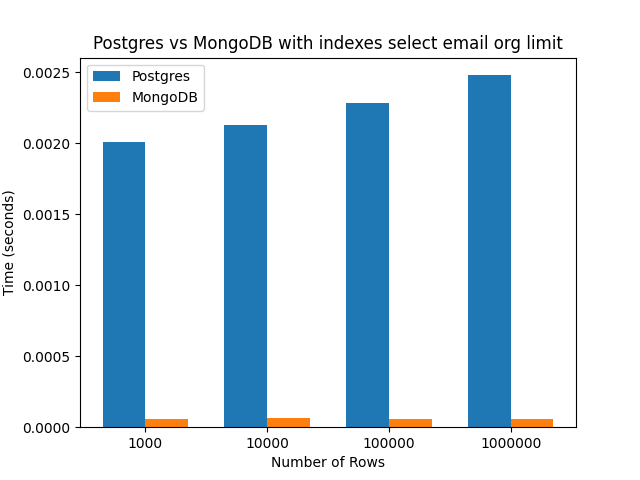 Postgres vs MongoDB with indexes select email org limit
Postgres
MongoDB
0.0025
0.0020
0.0015
0.0010
0.0005
0.0000
Time (seconds)
1000
10000
100000
1000000
Number of Rows